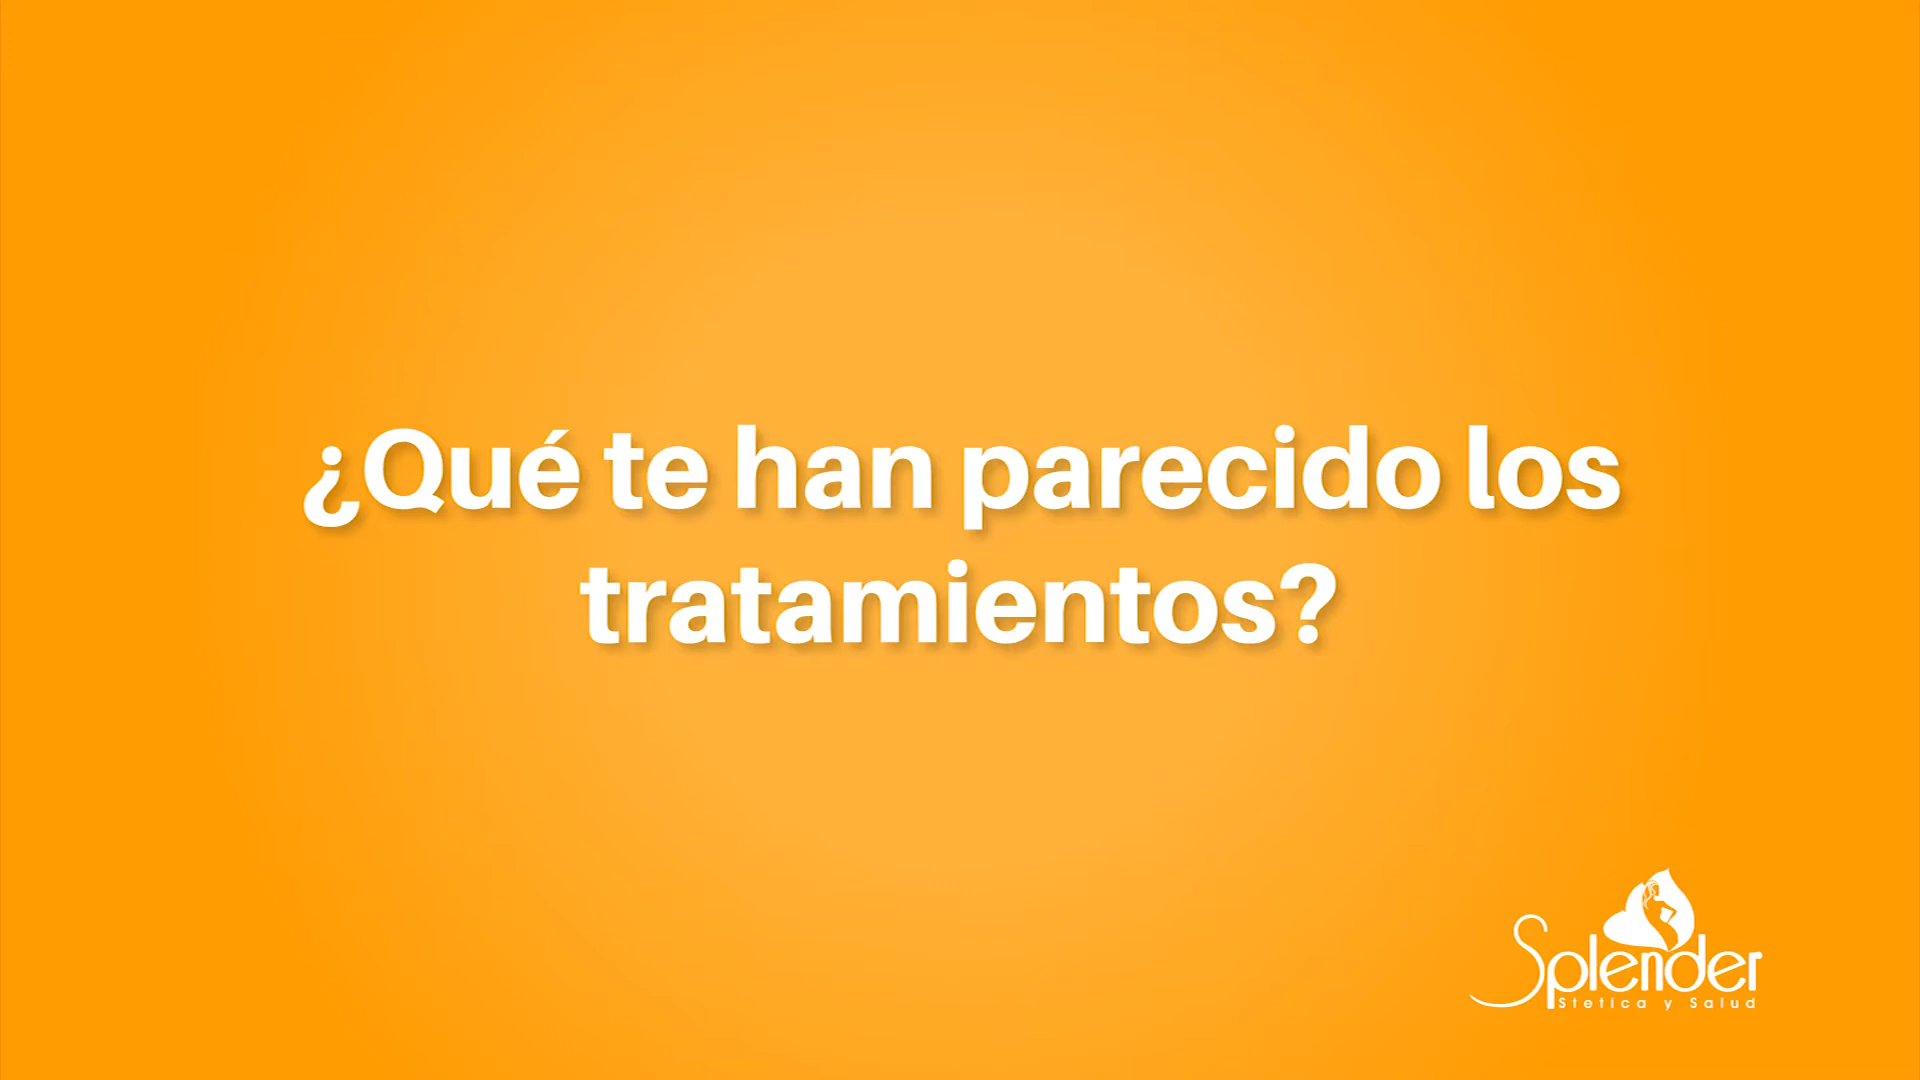 ¿Qué te han parecido los
tratamientos?
Splender
Stetica y Salud